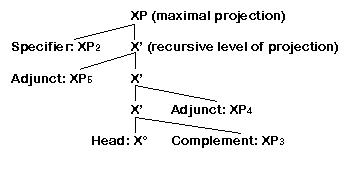 XP (maximal projection)
Specifier: XP₂ X' (recursive level of projection)
Adjunct: XP₅ X'
X' Adjunct: XP₄
Head: X° Complement: XP₃